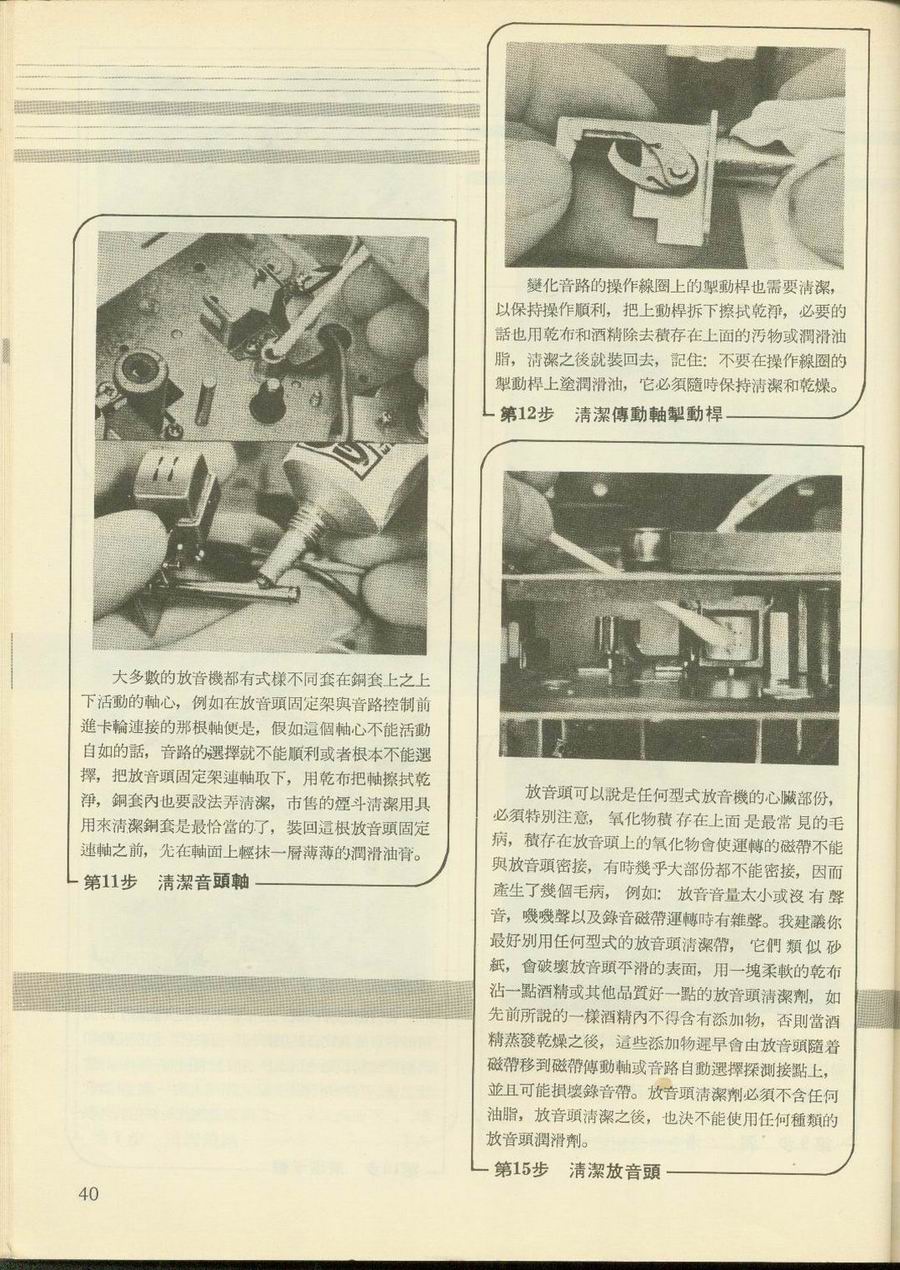 大多數的放音機都有式樣不同套在銅套上之上
下活動的軸心，例如在放音頭固定架與音路控制前
進卡輪連接的那根軸便是，假如這個軸心不能活動
自如的話，音路的選擇就不能順利或者根本不能選
擇，把放音頭固定架連軸取下，用乾布把軸擦拭乾
淨，銅套內也要設法弄清潔，市售的煙斗清潔用具
用來清潔銅套是最恰當的了，裝回這根放音頭固定
連軸之前，先在軸面上輕抹一層薄薄的潤滑油膏。
第11步　清潔音頭軸
變化音路的操作線圈上的掣動桿也需要清潔，
以保持操作順利，把上動桿拆下擦拭乾淨，必要的
話也用乾布和酒精除去積存在上面的汚物或潤滑油
脂，清潔之後就裝回去，記住：不要在操作線圈的
掣動桿上塗潤滑油，它必須隨時保持清潔和乾燥。
第12步　清潔傳動軸掣動桿
放音頭可以說是任何型式放音機的心臟部份，
必須特別注意，氧化物積存在上面是最常見的毛
病，積存在放音頭上的氧化物會使運轉的磁帶不能
與放音頭密接，有時幾乎大部份都不能密接，因而
產生了幾個毛病，例如：放音音量太小或沒有聲
音，嘰嘰聲以及錄音磁帶運轉時有雜聲。我建議你
最好別用任何型式的放音頭清潔帶，它們類似砂
紙，會破壞放音頭平滑的表面，用一塊柔軟的乾布
沾一點酒精或其他品質好一點的放音頭清潔劑，如
先前所說的一樣酒精內不得含有添加物，否則當酒
精蒸發乾燥之後，這些添加物遲早會由放音頭隨着
磁帶移到磁帶傳動軸或音路自動選擇探測接點上，
並且可能損壞錄音帶。放音頭清潔劑必須不含任何
油脂，放音頭清潔之後，也決不能使用任何種類的
放音頭潤滑劑。
第15步　清潔放音頭
40